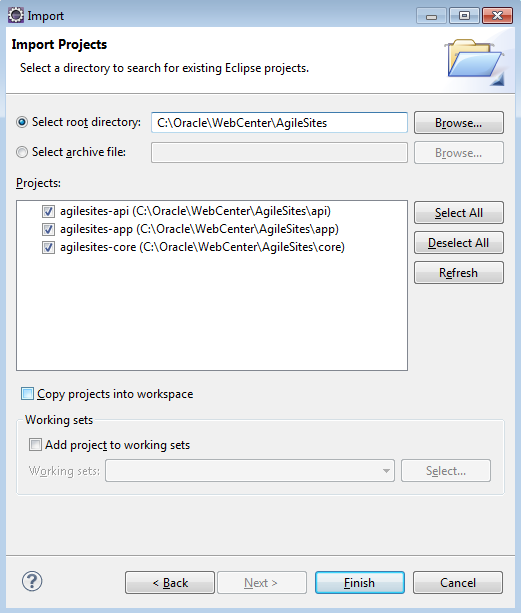 Import
Import Projects
Select a directory to search for existing Eclipse projects.
Select root directory: C:\Oracle\WebCenter\AgileSites Browse...
Select archive file: Browse...
Projects:
agilesites-api (C:\Oracle\WebCenter\AgileSites\api) Select All
agilesites-app (C:\Oracle\WebCenter\AgileSites\app) Deselect All
agilesites-core (C:\Oracle\WebCenter\AgileSites\core) Refresh
Copy projects into workspace
Working sets
Add project to working sets
Working sets: Select...
? < Back Next > Finish Cancel